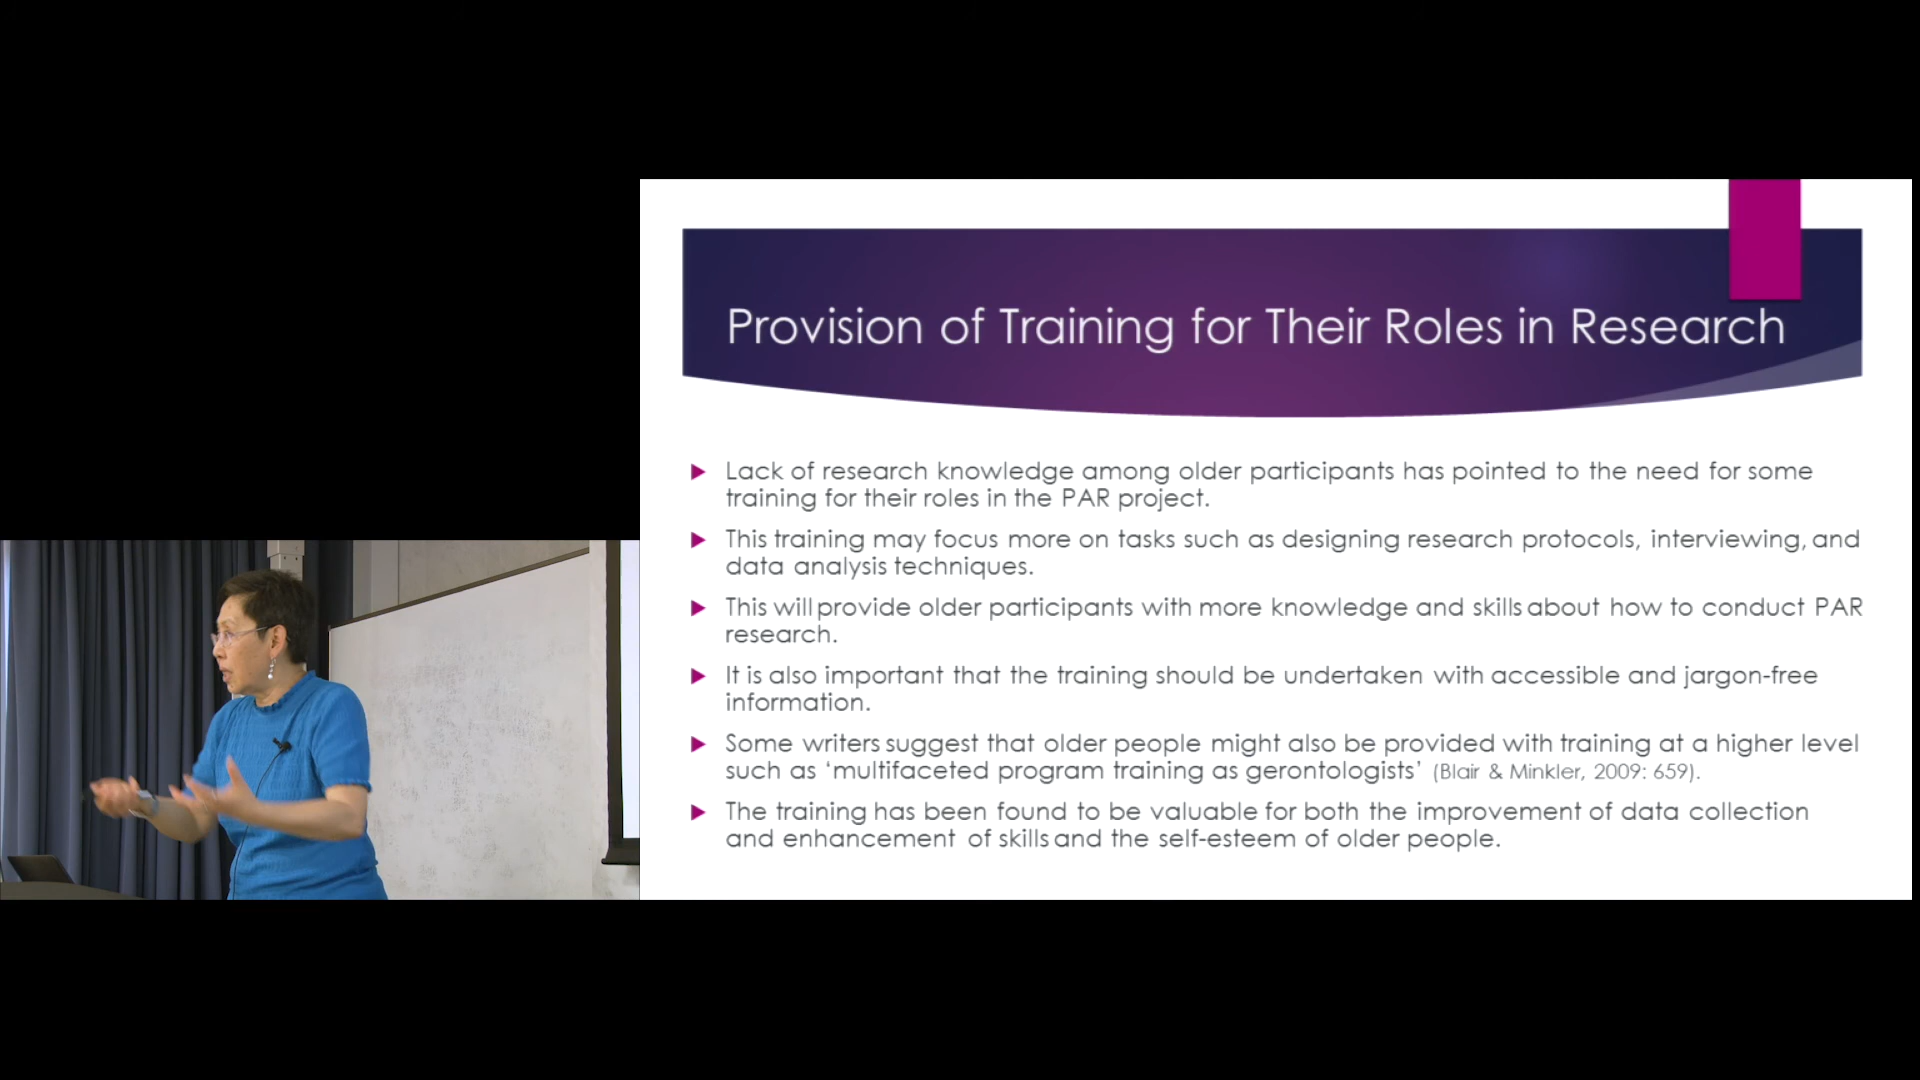 Provision of Training for Their Roles in Research
Lack of research knowledge among older participants has pointed to the need for some
training for their roles in the PAR project.
This training may focus more on tasks such as designing research protocols, interviewing, and
data analysis techniques.
This will provide older participants with more knowledge and skills about how to conduct PAR
research.
It is also important that the training should be undertaken with accessible and jargon-free
information.
Some writers suggest that older people might also be provided with training at a higher level
such as ‘multifaceted program training as gerontologists’ (Blair & Minkler, 2009: 659).
The training has been found to be valuable for both the improvement of data collection
and enhancement of skills and the self-esteem of older people.